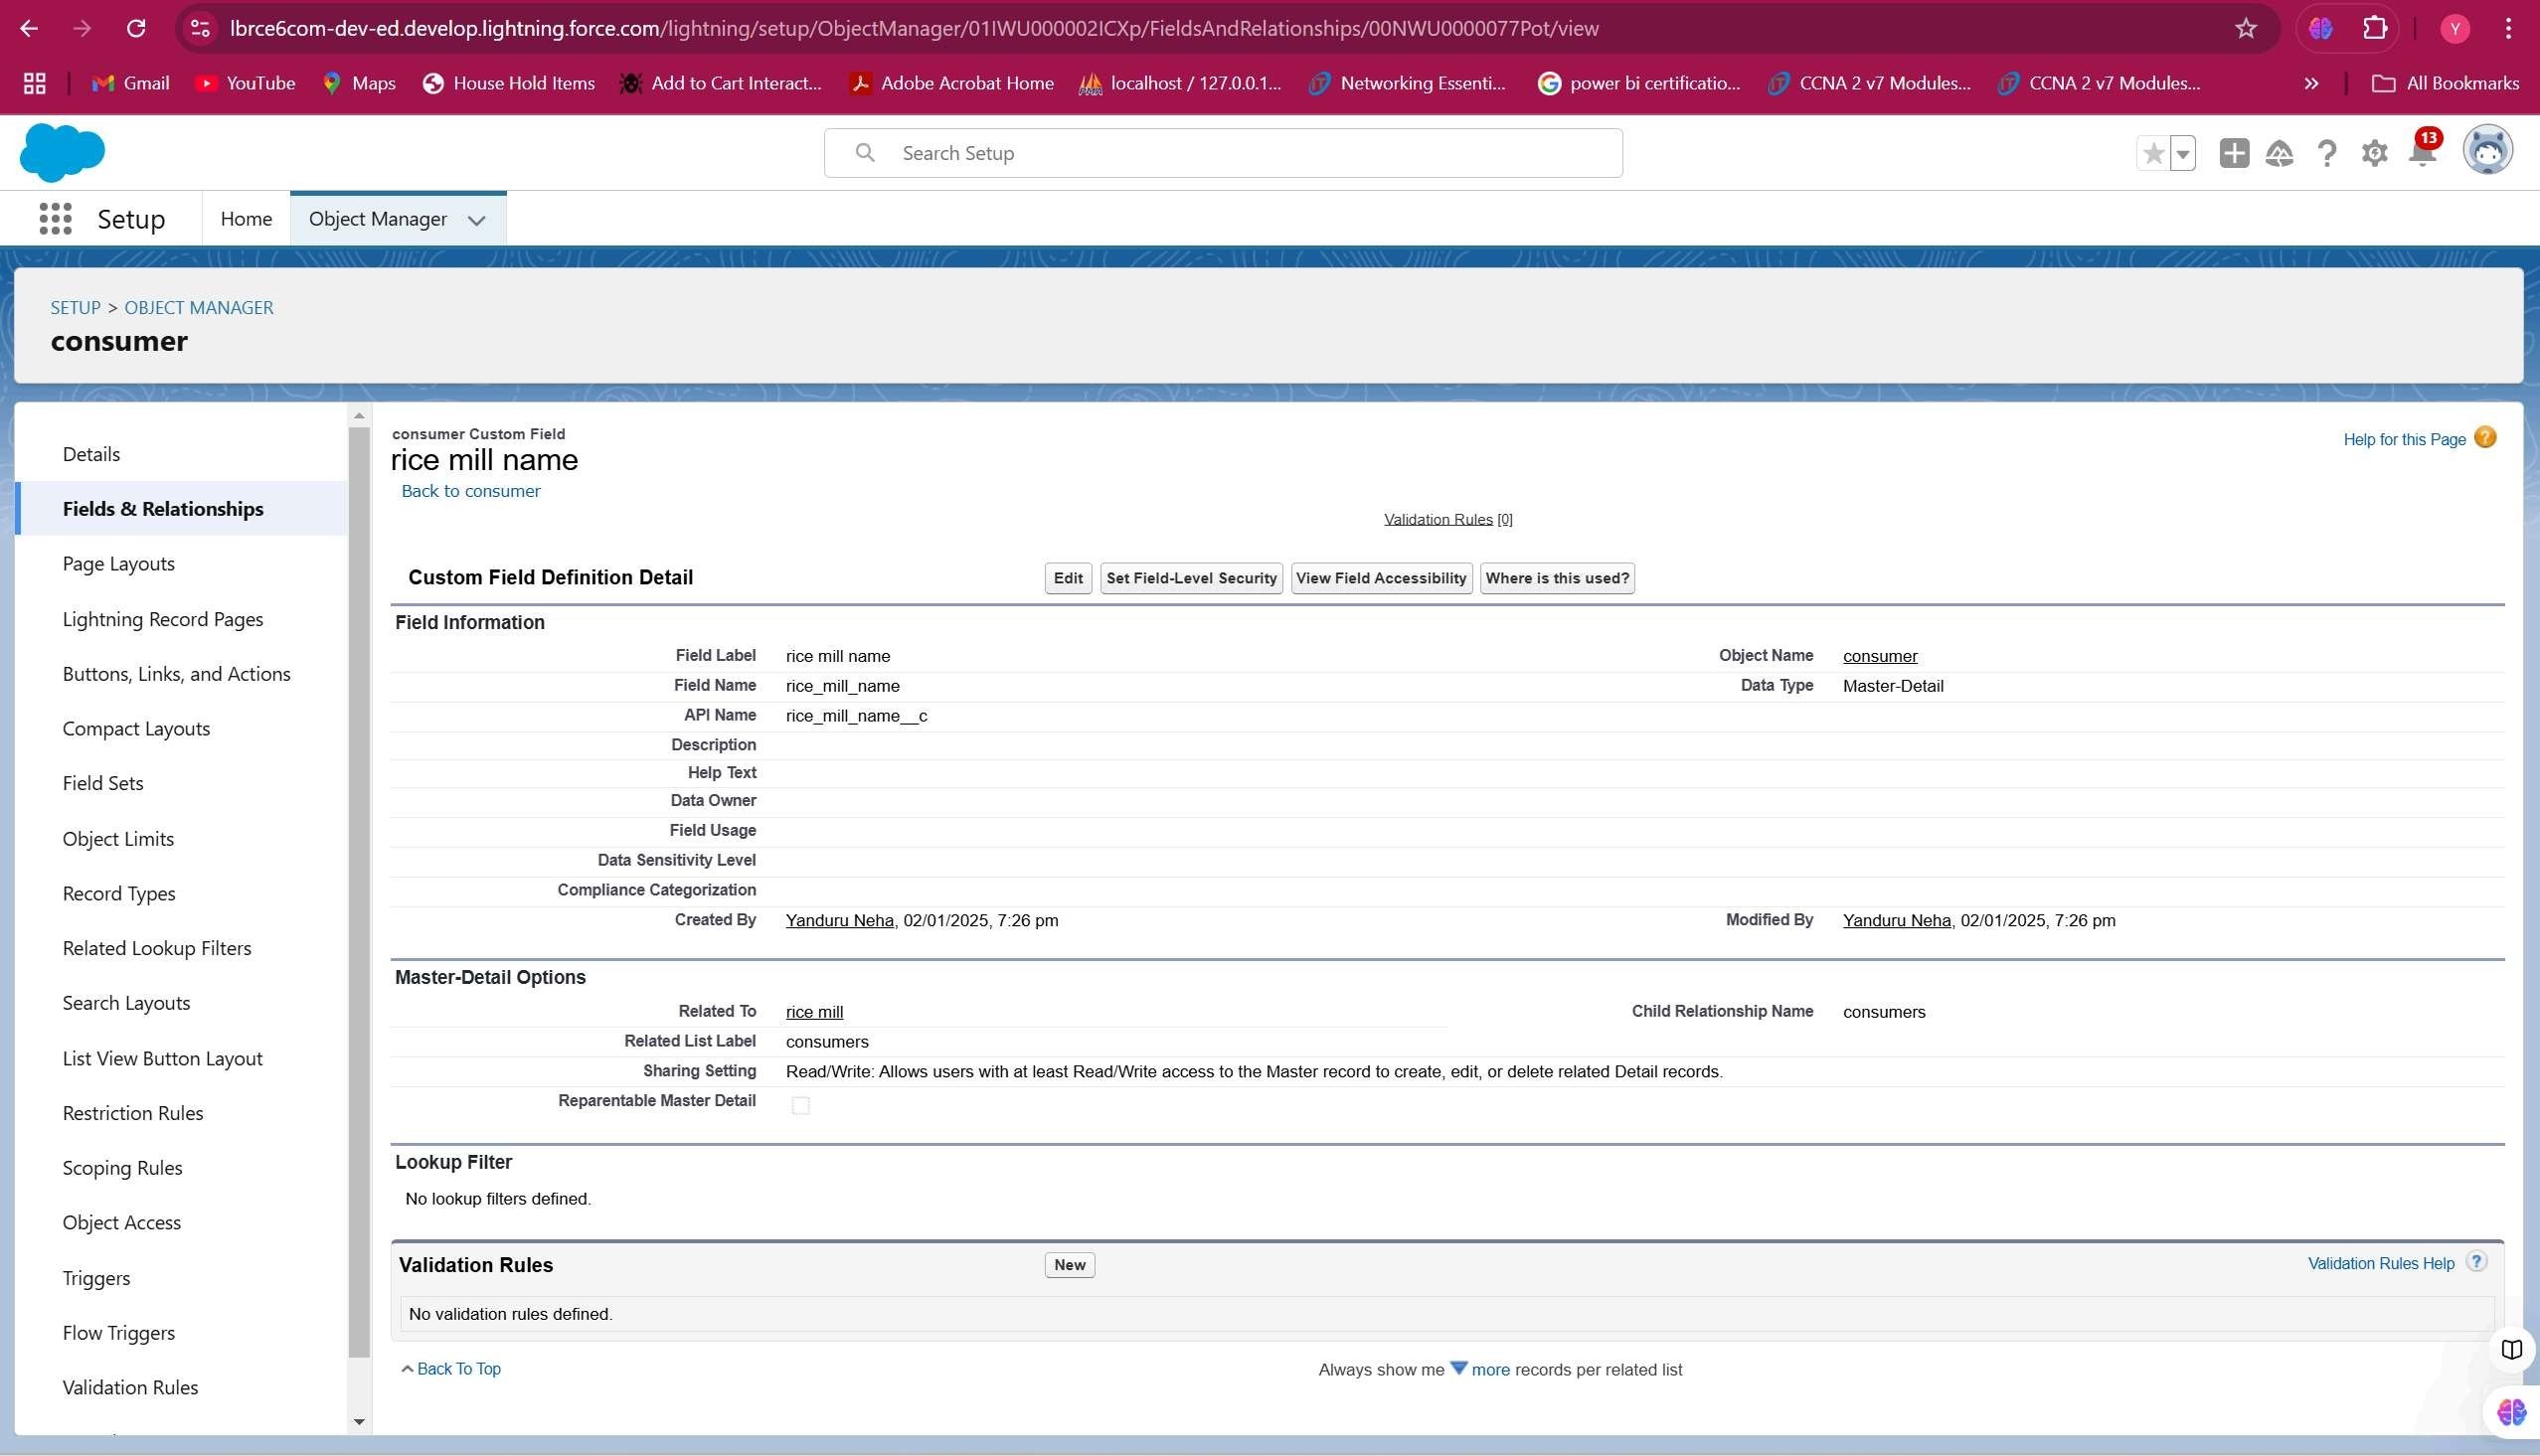 lbrce6com-dev-ed.develop.lightning.force.com/lightning/setup/ObjectManager/01IWU000002ICXp/FieldsAndRelationships/00NWU0000077Pot/view
Y
Gmail YouTube Maps House Hold Items Add to Cart Interact... Adobe Acrobat Home localhost / 127.0.0.1... Networking Essenti... power bi certificatio... CCNA 2 v7 Modules... CCNA 2 v7 Modules... » All Bookmarks
Search Setup
13
Setup Home Object Manager
SETUP > OBJECT MANAGER
consumer
Details
Fields & Relationships
Page Layouts
Lightning Record Pages
Buttons, Links, and Actions
Compact Layouts
Field Sets
Object Limits
Record Types
Related Lookup Filters
Search Layouts
List View Button Layout
Restriction Rules
Scoping Rules
Object Access
Triggers
Flow Triggers
Validation Rules
consumer Custom Field
rice mill name
Back to consumer
Help for this Page ?
Validation Rules [0]
Custom Field Definition Detail Edit Set Field-Level Security View Field Accessibility Where is this used?
Field Information
Field Label rice mill name Object Name consumer
Field Name rice_mill_name Data Type Master-Detail
API Name rice_mill_name__c
Description
Help Text
Data Owner
Field Usage
Data Sensitivity Level
Compliance Categorization
Created By Yanduru Neha, 02/01/2025, 7:26 pm Modified By Yanduru Neha, 02/01/2025, 7:26 pm
Master-Detail Options
Related To rice mill Child Relationship Name consumers
Related List Label consumers
Sharing Setting Read/Write: Allows users with at least Read/Write access to the Master record to create, edit, or delete related Detail records.
Reparentable Master Detail
Lookup Filter
No lookup filters defined.
Validation Rules New Validation Rules Help ?
No validation rules defined.
Back To Top Always show me more records per related list